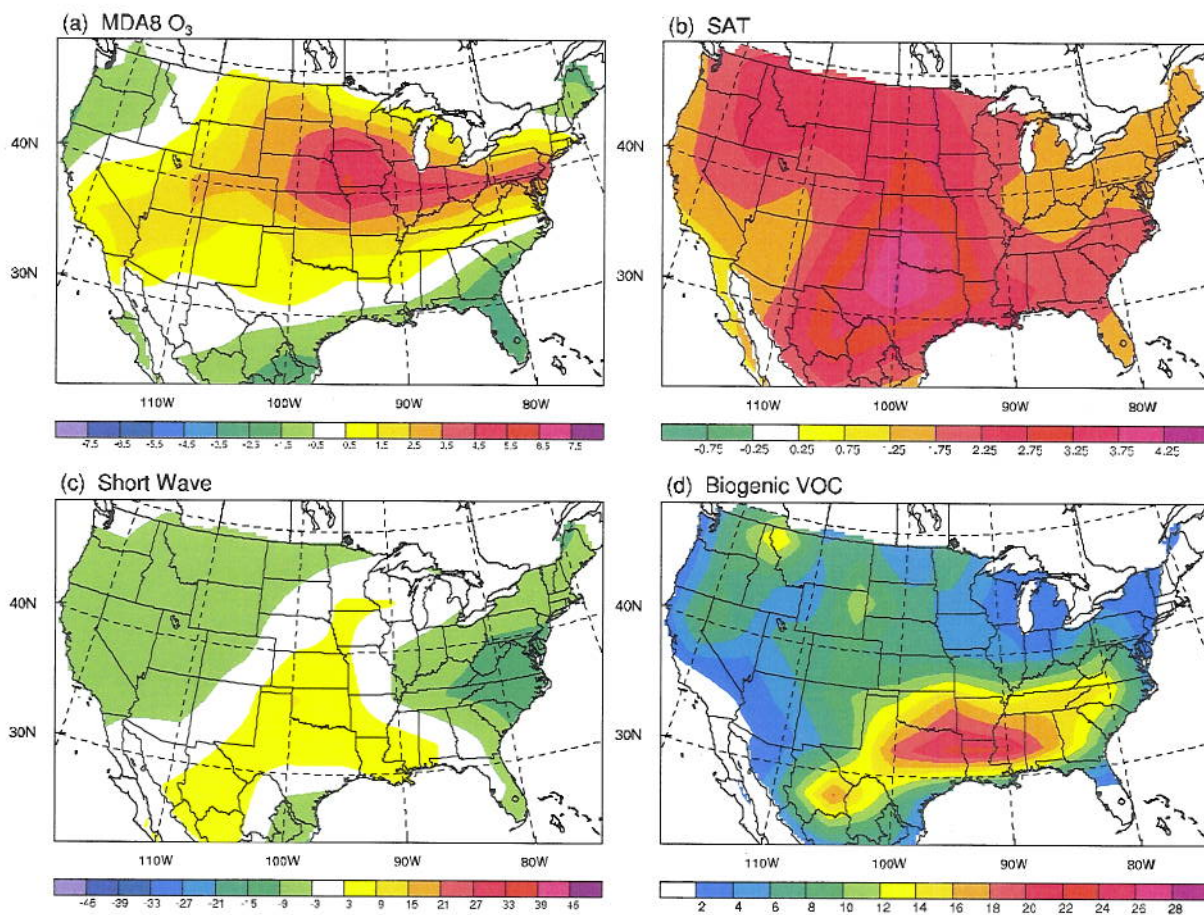 (a) MDA8 O₃
(b) SAT
40N
30N
110W 100W 90W 80W
40N
30N
110W 100W 90W 80W
-7.5 -6.5 -5.5 -4.5 -3.5 -2.5 -1.5 -0.5 0.5 1.5 2.5 3.5 4.5 5.5 6.5 7.5
-0.75 -0.25 0.25 0.75 1.25 1.75 2.25 2.75 3.25 3.75 4.25
(c) Short Wave
(d) Biogenic VOC
40N
30N
110W 100W 90W 80W
40N
30N
110W 100W 90W 80W
-45 -39 -33 -27 -21 -15 -9 -3 3 9 15 21 27 33 39 45
2 4 6 8 10 12 14 16 18 20 22 24 26 28